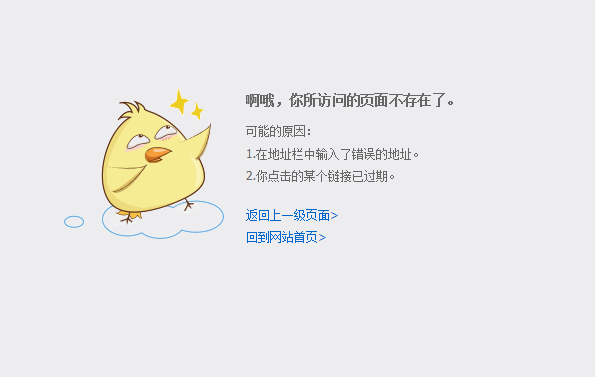 啊哦，你所访问的页面不存在了。
可能的原因：
1.在地址栏中输入了错误的地址。
2.你点击的某个链接已过期。
返回上一级页面>
回到网站首页>